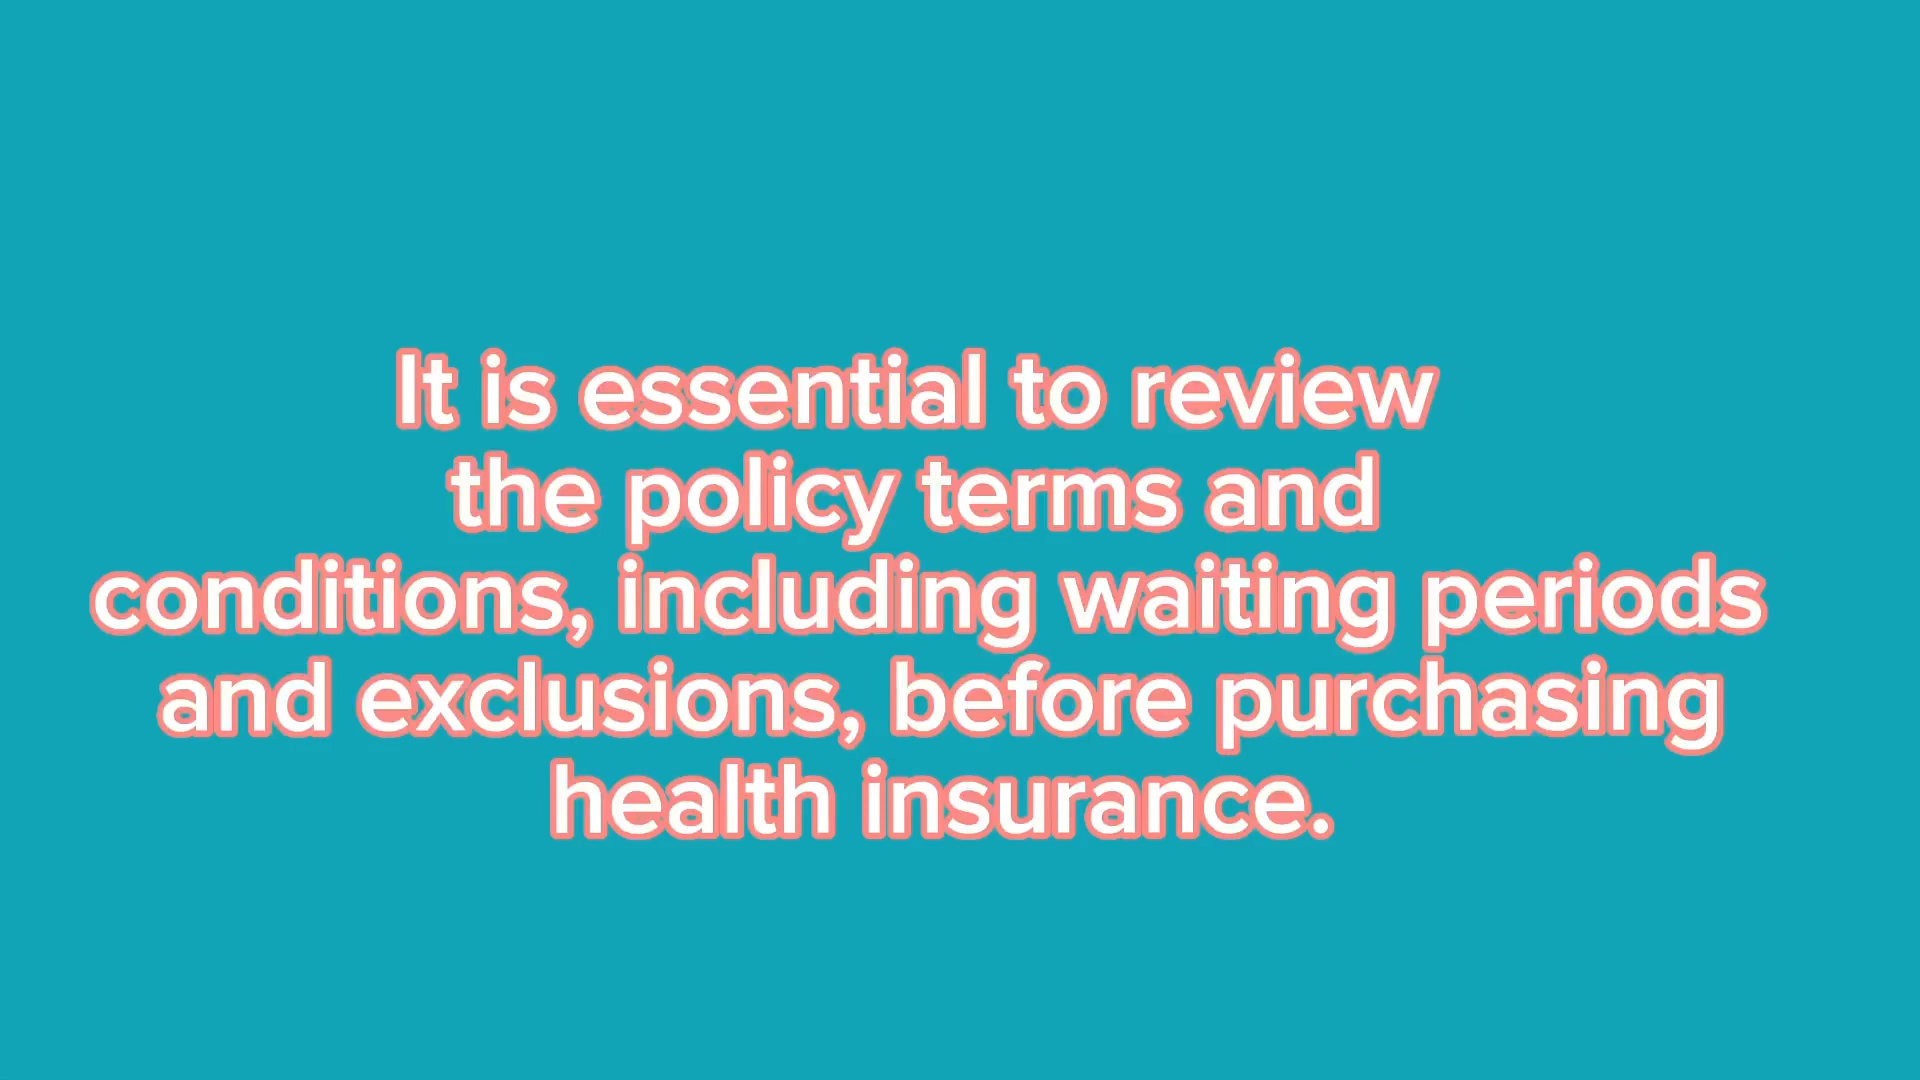 It is essential to review
the policy terms and
conditions, including waiting periods
and exclusions, before purchasing
health insurance.